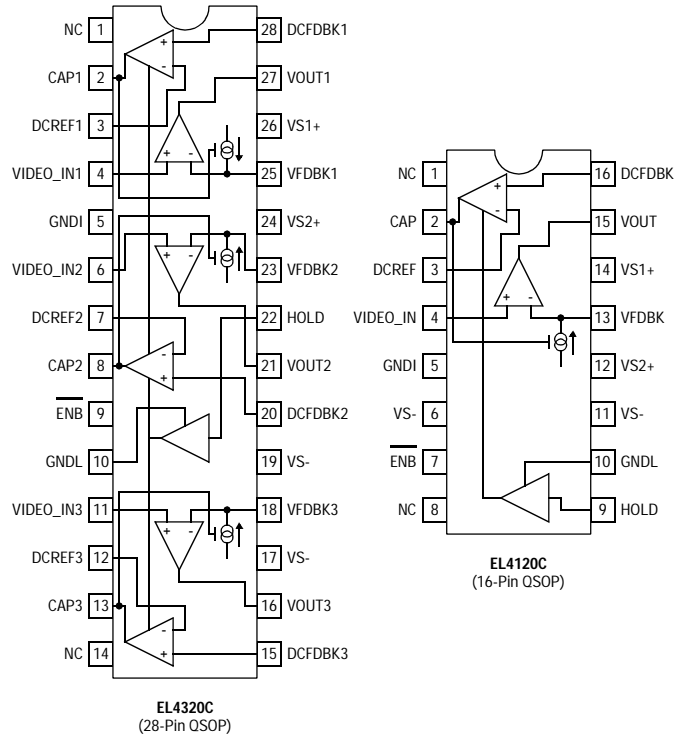 NC 1
CAP1 2
DCREF1 3
VIDEO_IN1 4
GNDI 5
VIDEO_IN2 6
DCREF2 7
CAP2 8
ENB 9
GNDL 10
VIDEO_IN3 11
DCREF3 12
CAP3 13
NC 14
28 DCFDBK1
27 VOUT1
26 VS1+
25 VFDBK1
24 VS2+
23 VFDBK2
22 HOLD
21 VOUT2
20 DCFDBK2
19 VS-
18 VFDBK3
17 VS-
16 VOUT3
15 DCFDBK3
+
-
+ -
+ -
-
+
+ -
-
+
EL4320C
(28-Pin QSOP)
NC 1
CAP 2
DCREF 3
VIDEO_IN 4
GNDI 5
VS- 6
ENB 7
NC 8
16 DCFDBK
15 VOUT
14 VS1+
13 VFDBK
12 VS2+
11 VS-
10 GNDL
9 HOLD
+
-
+ -
EL4120C
(16-Pin QSOP)